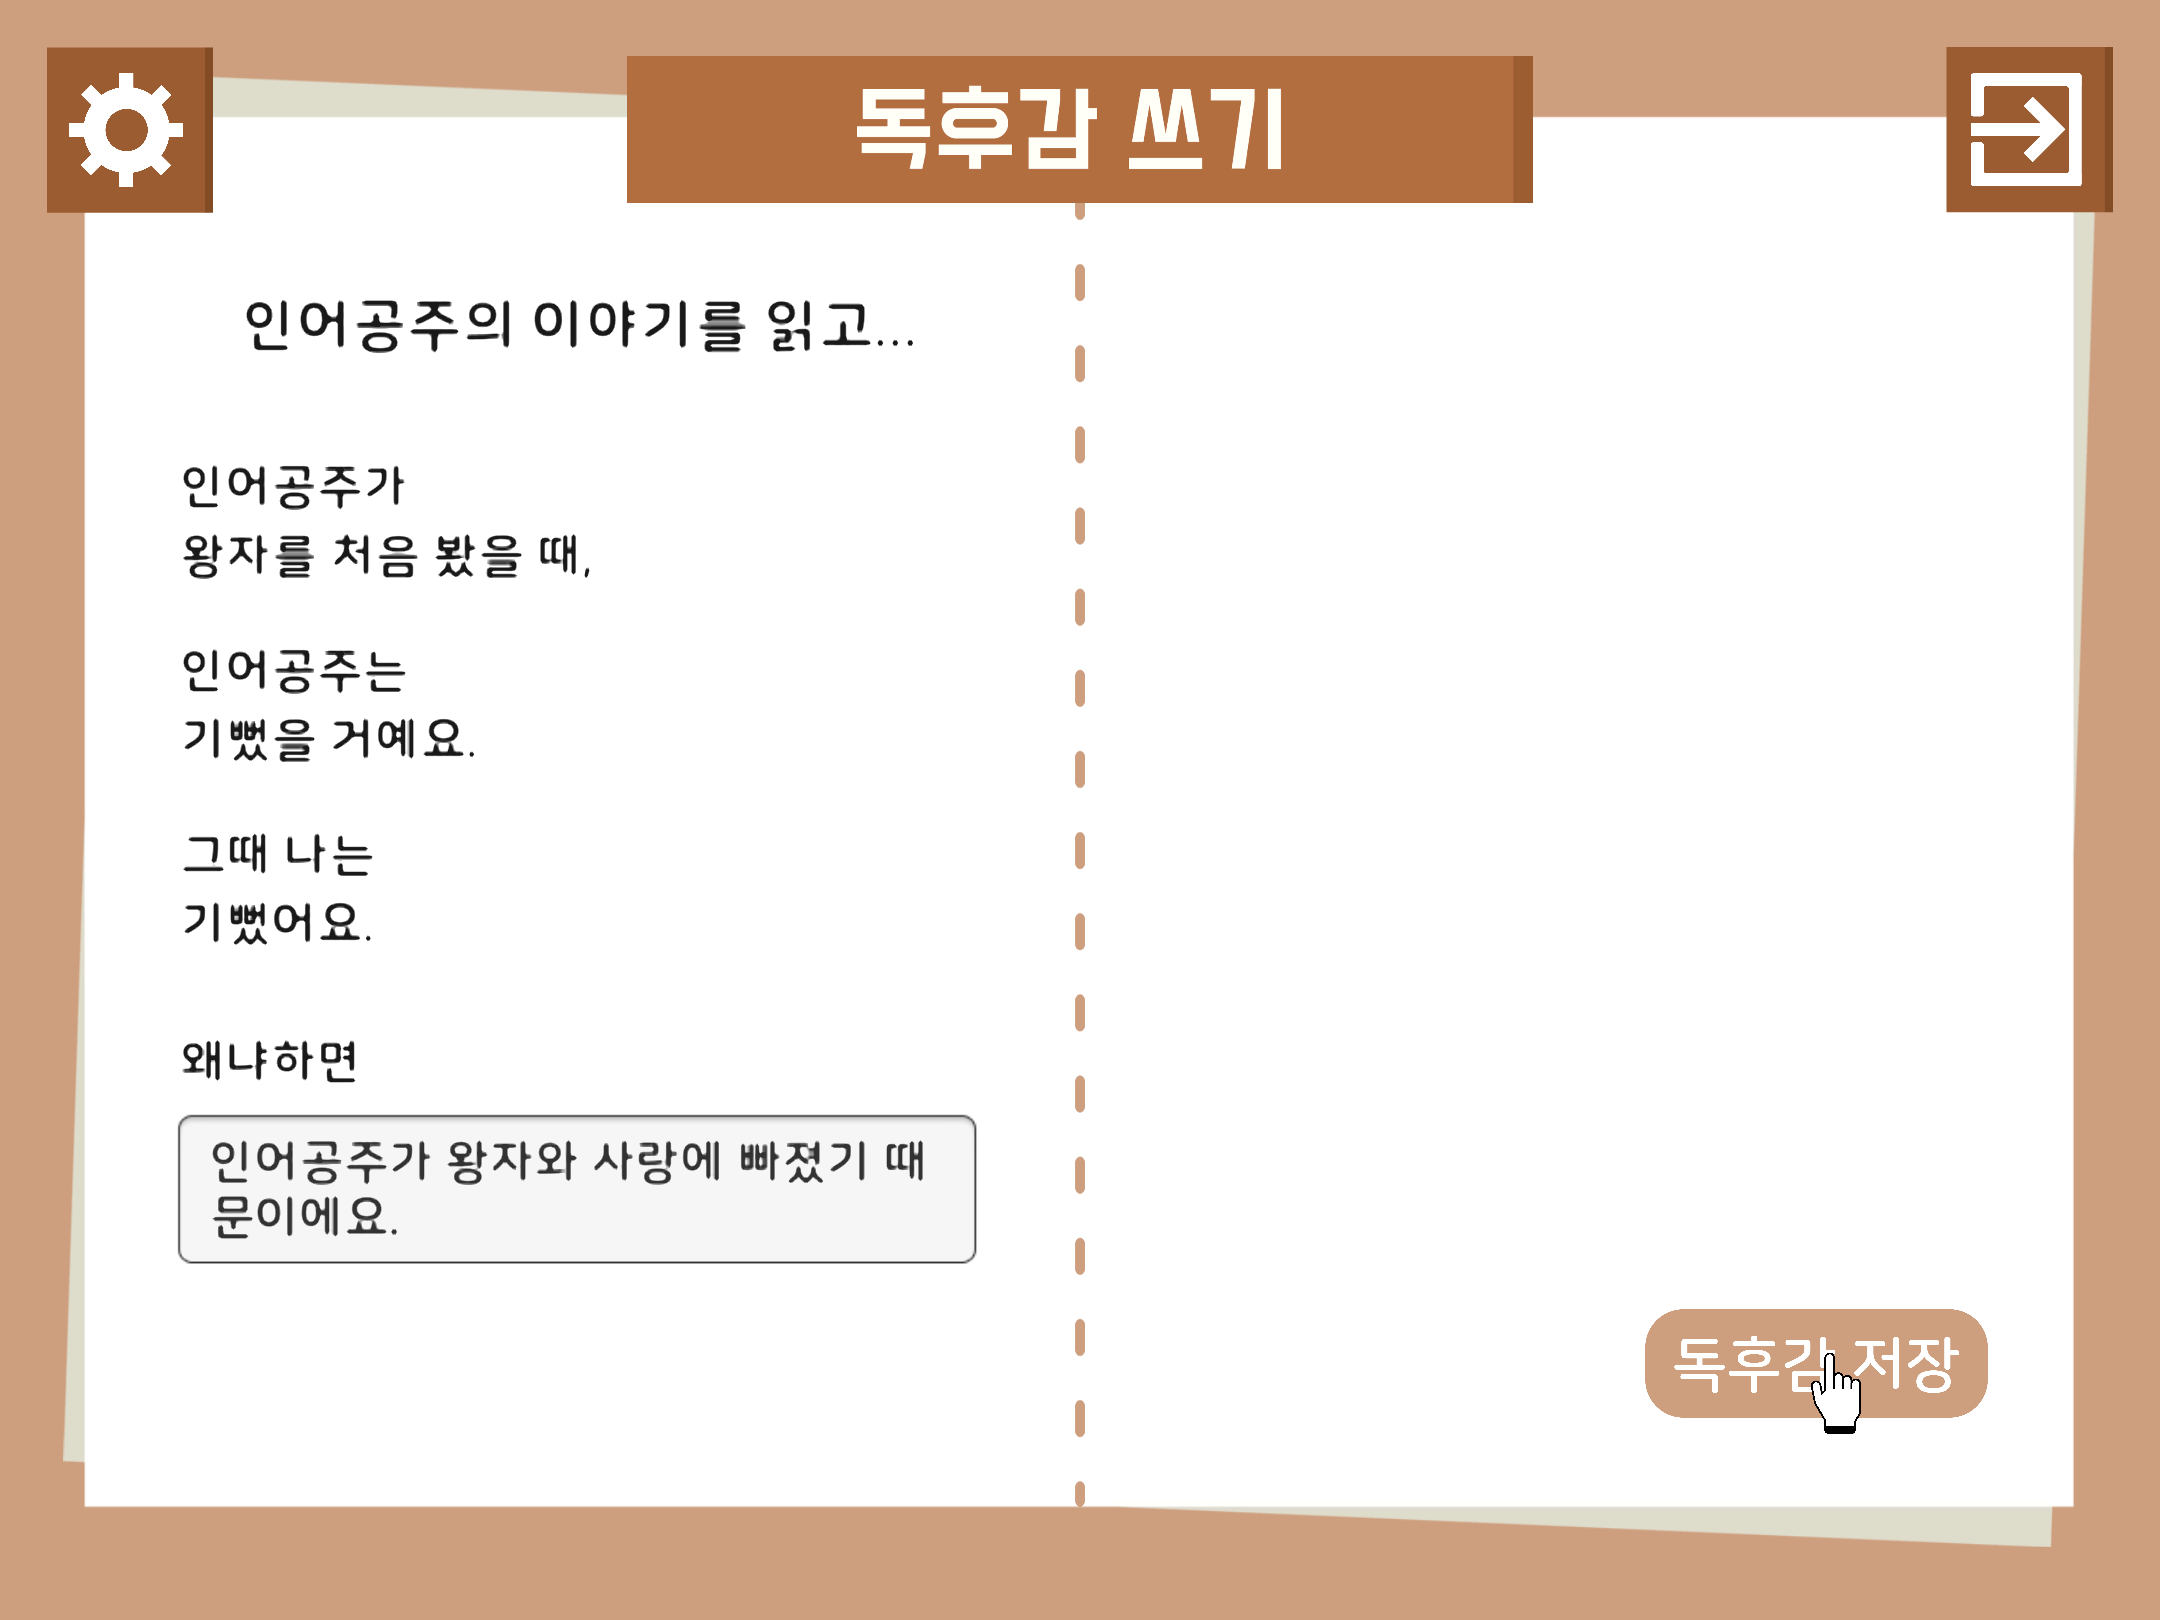 독후감 쓰기
인어공주의 이야기를 읽고...
인어공주가
왕자를 처음 봤을 때,
인어공주는
기뻤을 거예요.
그때 나는
기뻤어요.
왜냐하면
인어공주가 왕자와 사랑에 빠졌기 때
문이에요.
독후감 저장